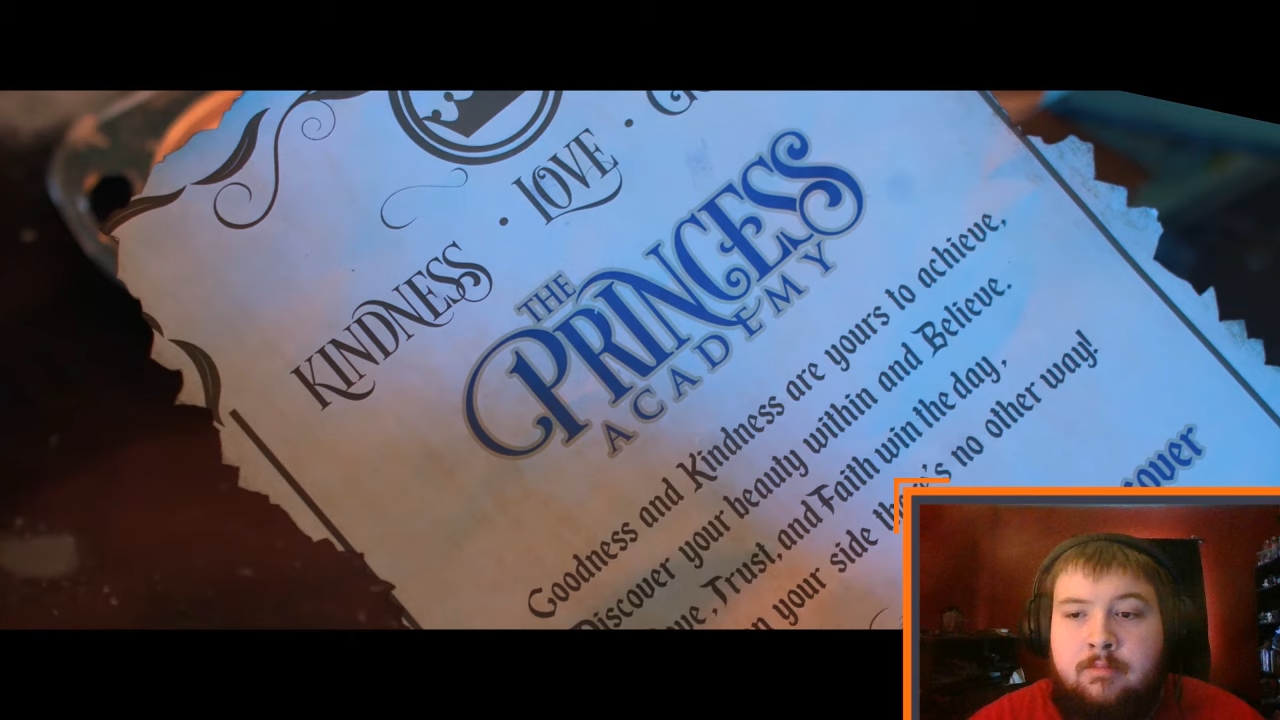 KINDNESS · LOVE ·
THE
PRINCESS
ACADEMY
Goodness and Kindness are yours to achieve,
Discover your beauty within and Believe.
Trust, and Faith win the day,
your side there's no other way!